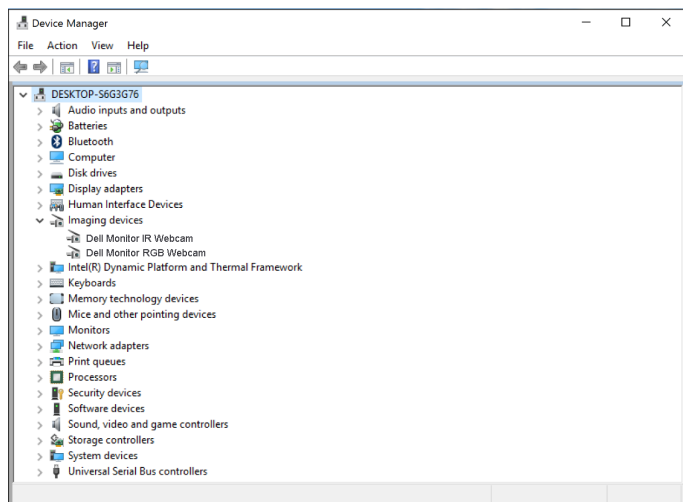 Device Manager
File Action View Help
DESKTOP-S6G3G76
Audio inputs and outputs
Batteries
Bluetooth
Computer
Disk drives
Display adapters
Human Interface Devices
Imaging devices
Dell Monitor IR Webcam
Dell Monitor RGB Webcam
Intel(R) Dynamic Platform and Thermal Framework
Keyboards
Memory technology devices
Mice and other pointing devices
Monitors
Network adapters
Print queues
Processors
Security devices
Software devices
Sound, video and game controllers
Storage controllers
System devices
Universal Serial Bus controllers